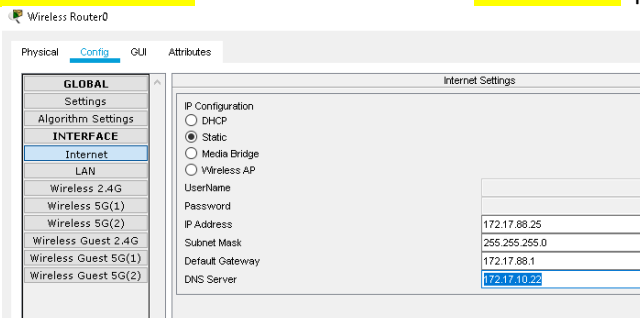 Wireless Router0
Physical Config GUI Attributes
GLOBAL
Settings
Algorithm Settings
INTERFACE
Internet
LAN
Wireless 2.4G
Wireless 5G(1)
Wireless 5G(2)
Wireless Guest 2.4G
Wireless Guest 5G(1)
Wireless Guest 5G(2)
Internet Settings
IP Configuration
DHCP
Static
Media Bridge
Wireless AP
UserName
Password
IP Address 172.17.88.25
Subnet Mask 255.255.255.0
Default Gateway 172.17.88.1
DNS Server 172.17.10.22